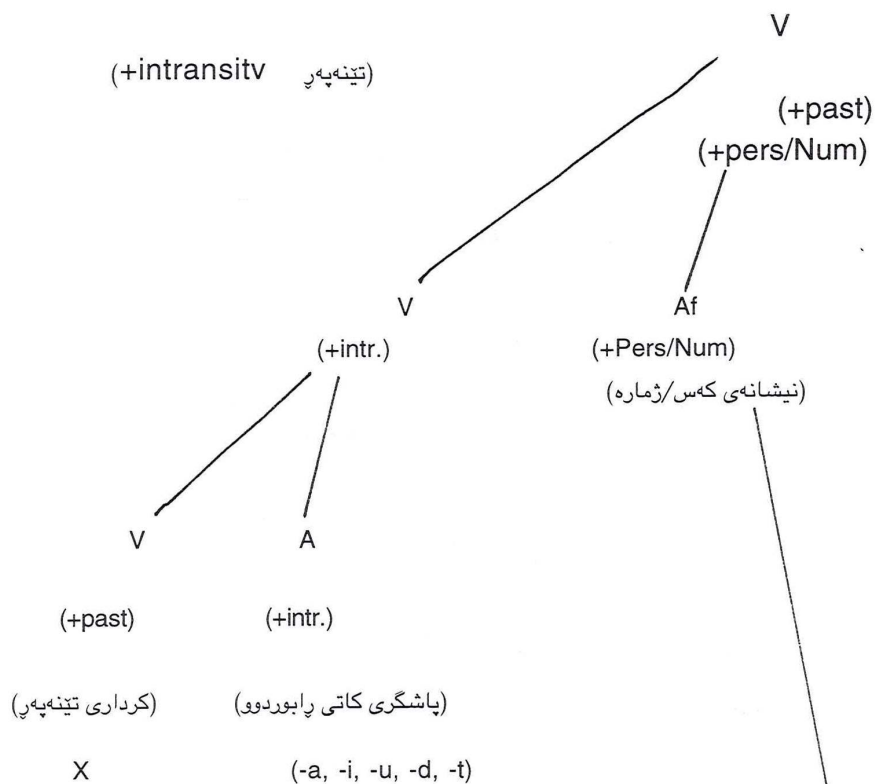 V
(+intransitv تێنەپەڕ)
(+past)
(+pers/Num)
V Af
(+intr.) (+Pers/Num)
(نیشانەی کەس/ژمارە)
V A
(+past) (+intr.)
(کرداری تێنەپەڕ) (پاشگری کاتی ڕابوردوو)
X (-a, -i, -u, -d, -t)